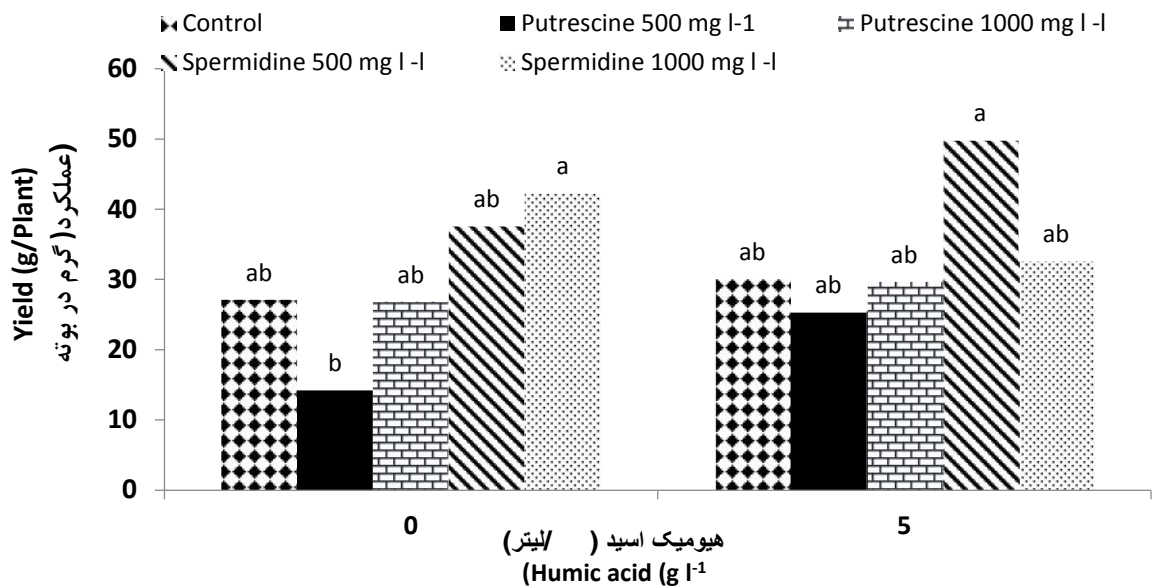 Control
Putrescine 500 mg l-1
Putrescine 1000 mg l -l
Spermidine 500 mg l -l
Spermidine 1000 mg l -l
Yield (g/Plant)
عملکرد( گرم در بوته)
60
50
40
30
20
10
0
ab
b
ab
ab
a
ab
ab
ab
a
ab
0
5
هیومیک اسید ( /لیتر)
(Humic acid (g l-1